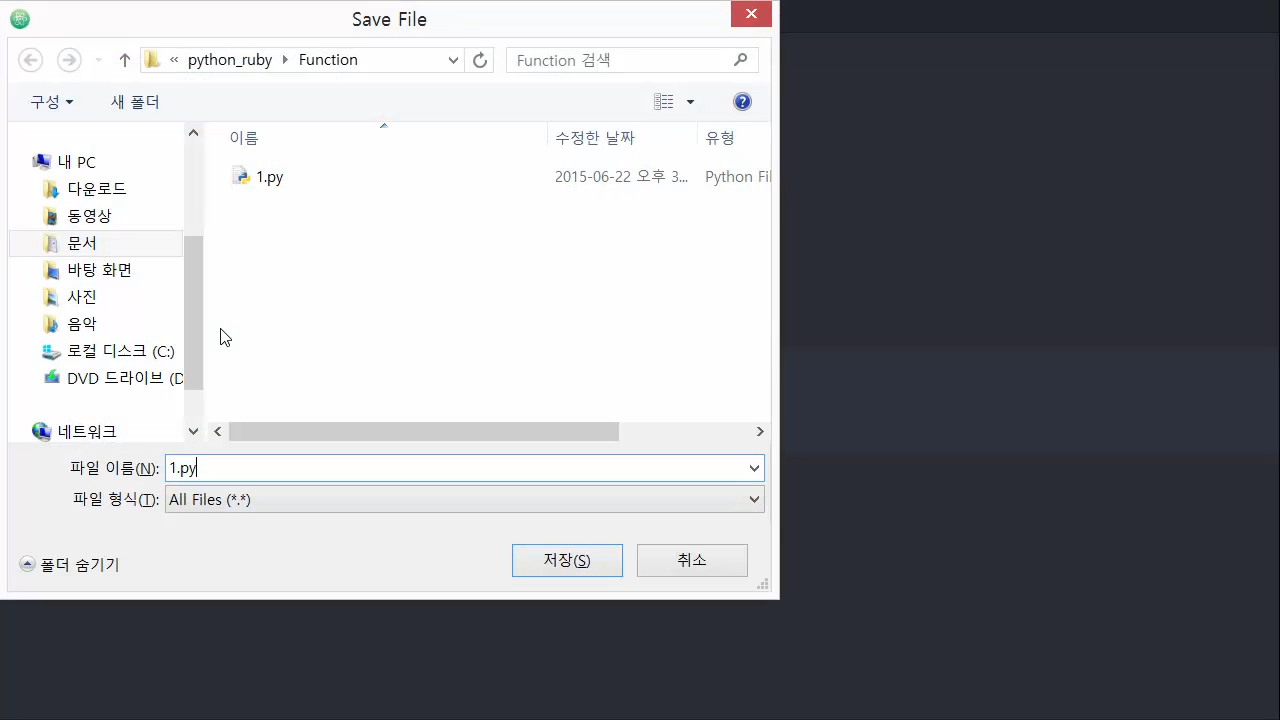 Save File
« python_ruby Function
Function 검색
구성
새 폴더
이름
수정한 날짜
유형
내 PC
다운로드
동영상
문서
바탕 화면
사진
음악
로컬 디스크 (C:)
DVD 드라이브 (D
네트워크
1.py
2015-06-22 오후 3...
Python Fil
파일 이름(N):
1.py
파일 형식(T):
All Files (*.*)
폴더 숨기기
저장(S)
취소